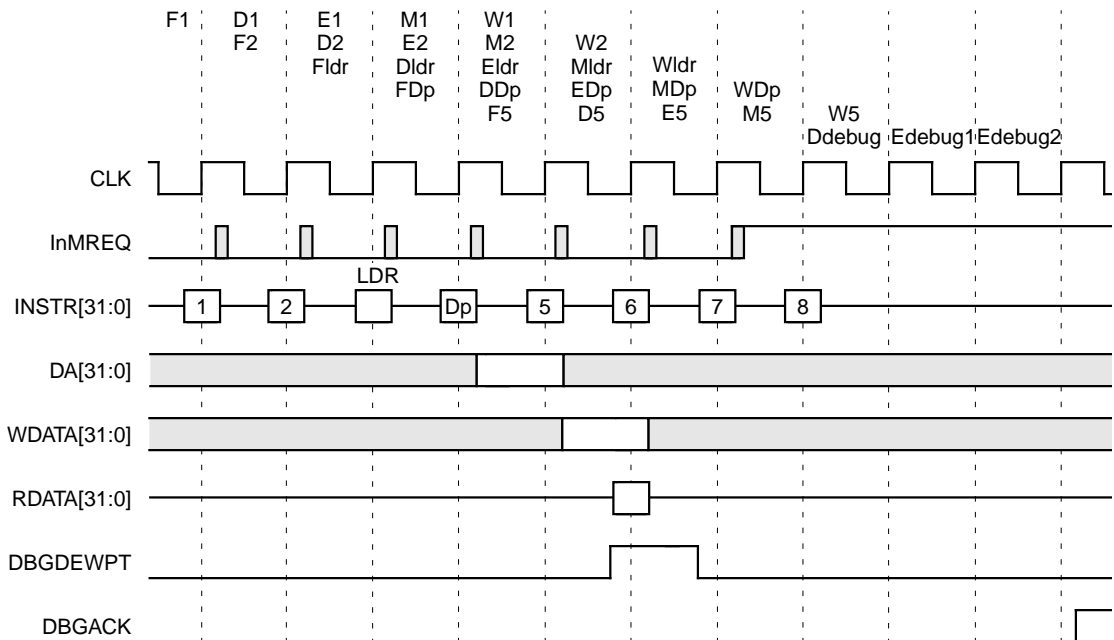 F1
D1
F2
E1
D2
Fldr
M1
E2
Dldr
FDp
W1
M2
Eldr
DDp
F5
W2
Mldr
EDp
D5
Wldr
MDp
E5
WDp
M5
W5
Ddebug
Edebug1
Edebug2
CLK
InMREQ
LDR
INSTR[31:0] 1 2 Dp 5 6 7 8
DA[31:0]
WDATA[31:0]
RDATA[31:0]
DBGDEWPT
DBGACK